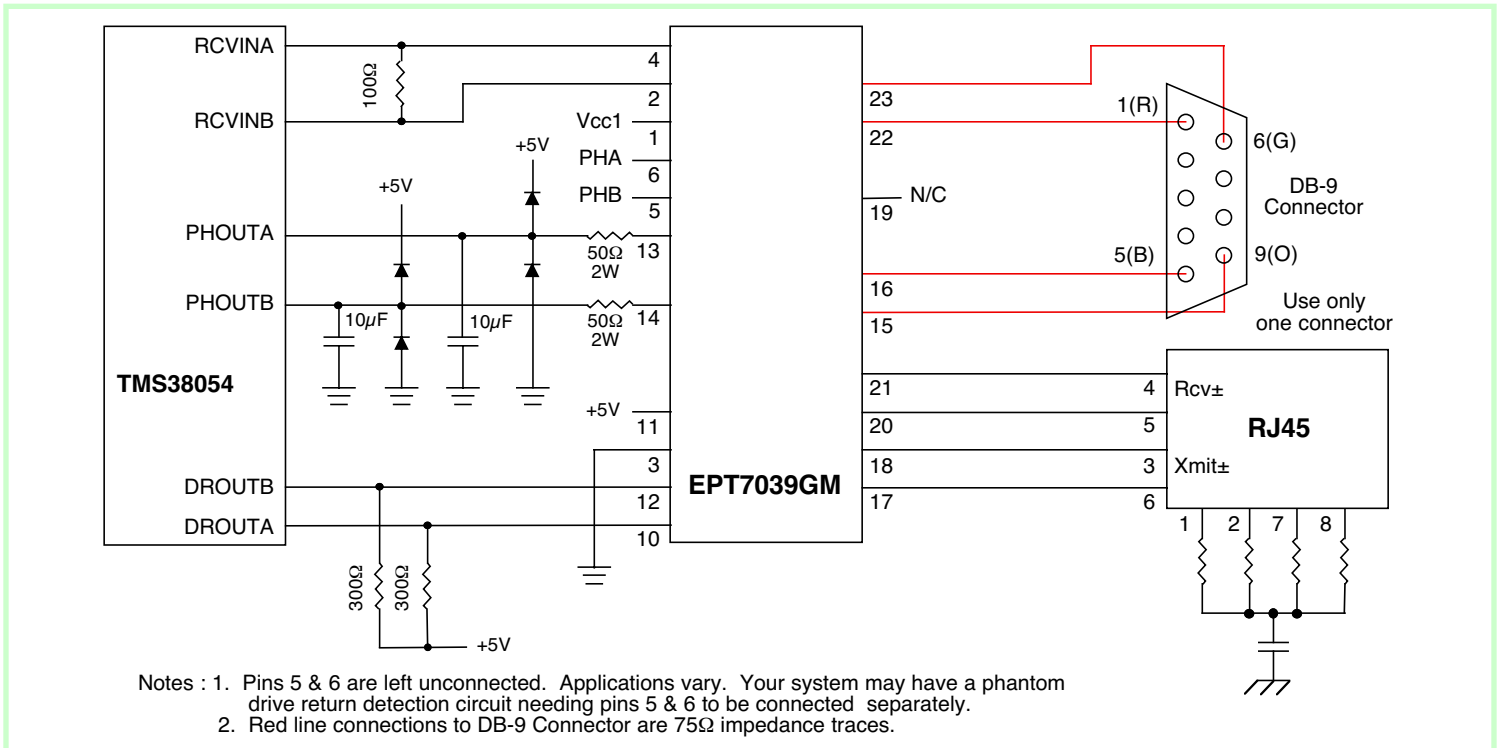 RCVINA
4
100Ω
2
23
1(R)
RCVINB
Vcc1
1
22
6(G)
+5V
PHA
6
+5V
PHB
5
N/C
19
DB-9
Connector
PHOUTA
50Ω
2W
13
5(B)
9(O)
16
PHOUTB
10µF
10µF
50Ω
2W
14
15
Use only
one connector
TMS38054
21
4
Rcv±
+5V
11
20
5
RJ45
3
18
3
Xmit±
EPT7039GM
DROUTB
12
17
6
DROUTA
10
1
2
7
8
300Ω
300Ω
+5V
Notes : 1. Pins 5 & 6 are left unconnected. Applications vary. Your system may have a phantom
drive return detection circuit needing pins 5 & 6 to be connected separately.
2. Red line connections to DB-9 Connector are 75Ω impedance traces.